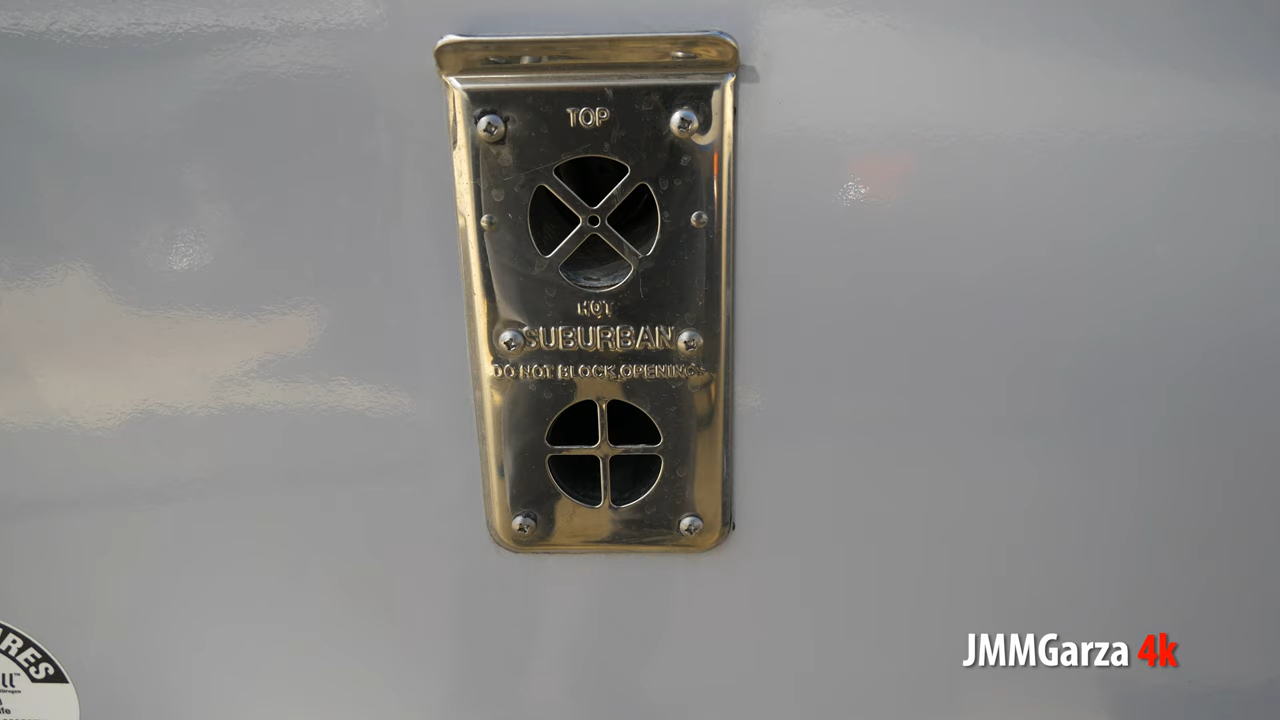 TOP
HOT
SUBURBAN
DO NOT BLOCK OPENINGS
JMMGarza 4k